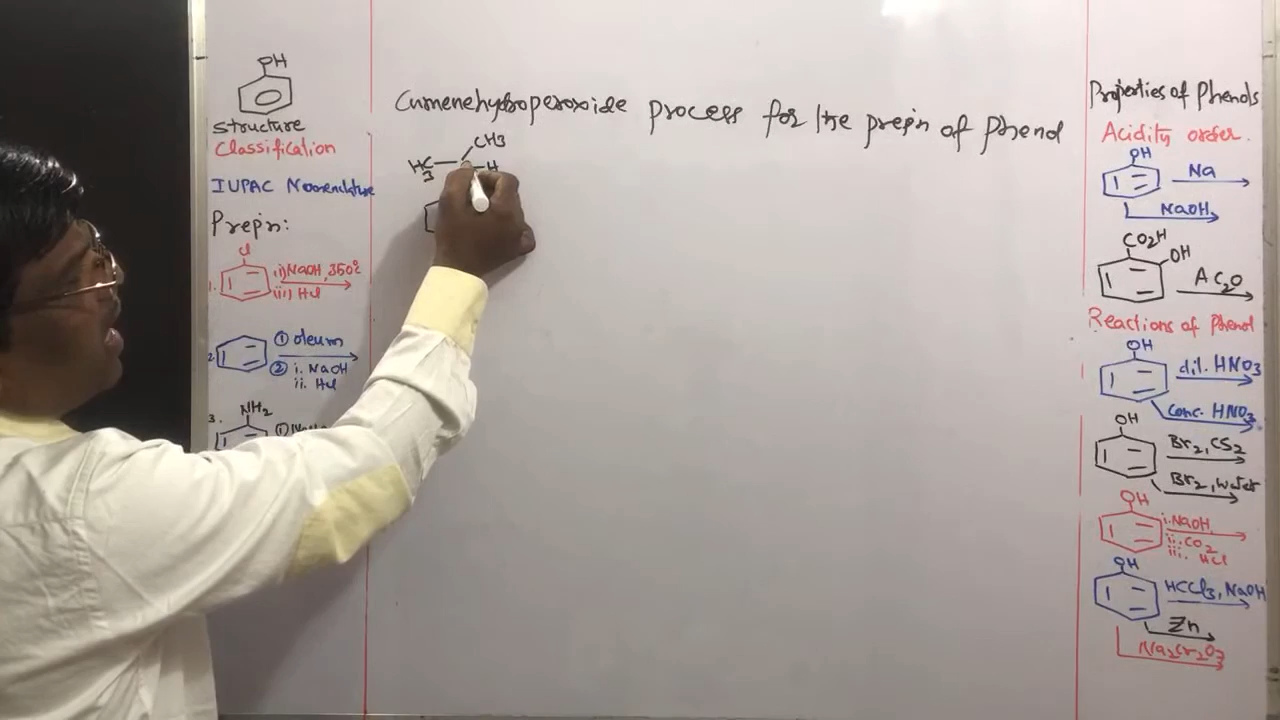 OH
Structure
Classification
IUPAC Nomenclature
Prep'n:
Cl
1.
i) NaOH, 350°
ii) HCl
2.
① oleum
② i. NaOH
ii. HCl
3.
NH2
①
Cumenehydroperoxide process for the prep'n of Phenol
CH3
H3C
H
Properties of Phenols
Acidity order.
OH
Na
NaOH
CO2H
OH
AC2O
Reactions of Phenol
OH
dil. HNO3
Conc. HNO3
OH
Br2, CS2
Br2, water
OH
i. NaOH
ii. CO2
iii. HCl
OH
HCCl3, NaOH
Zn
Na2Cr2O7